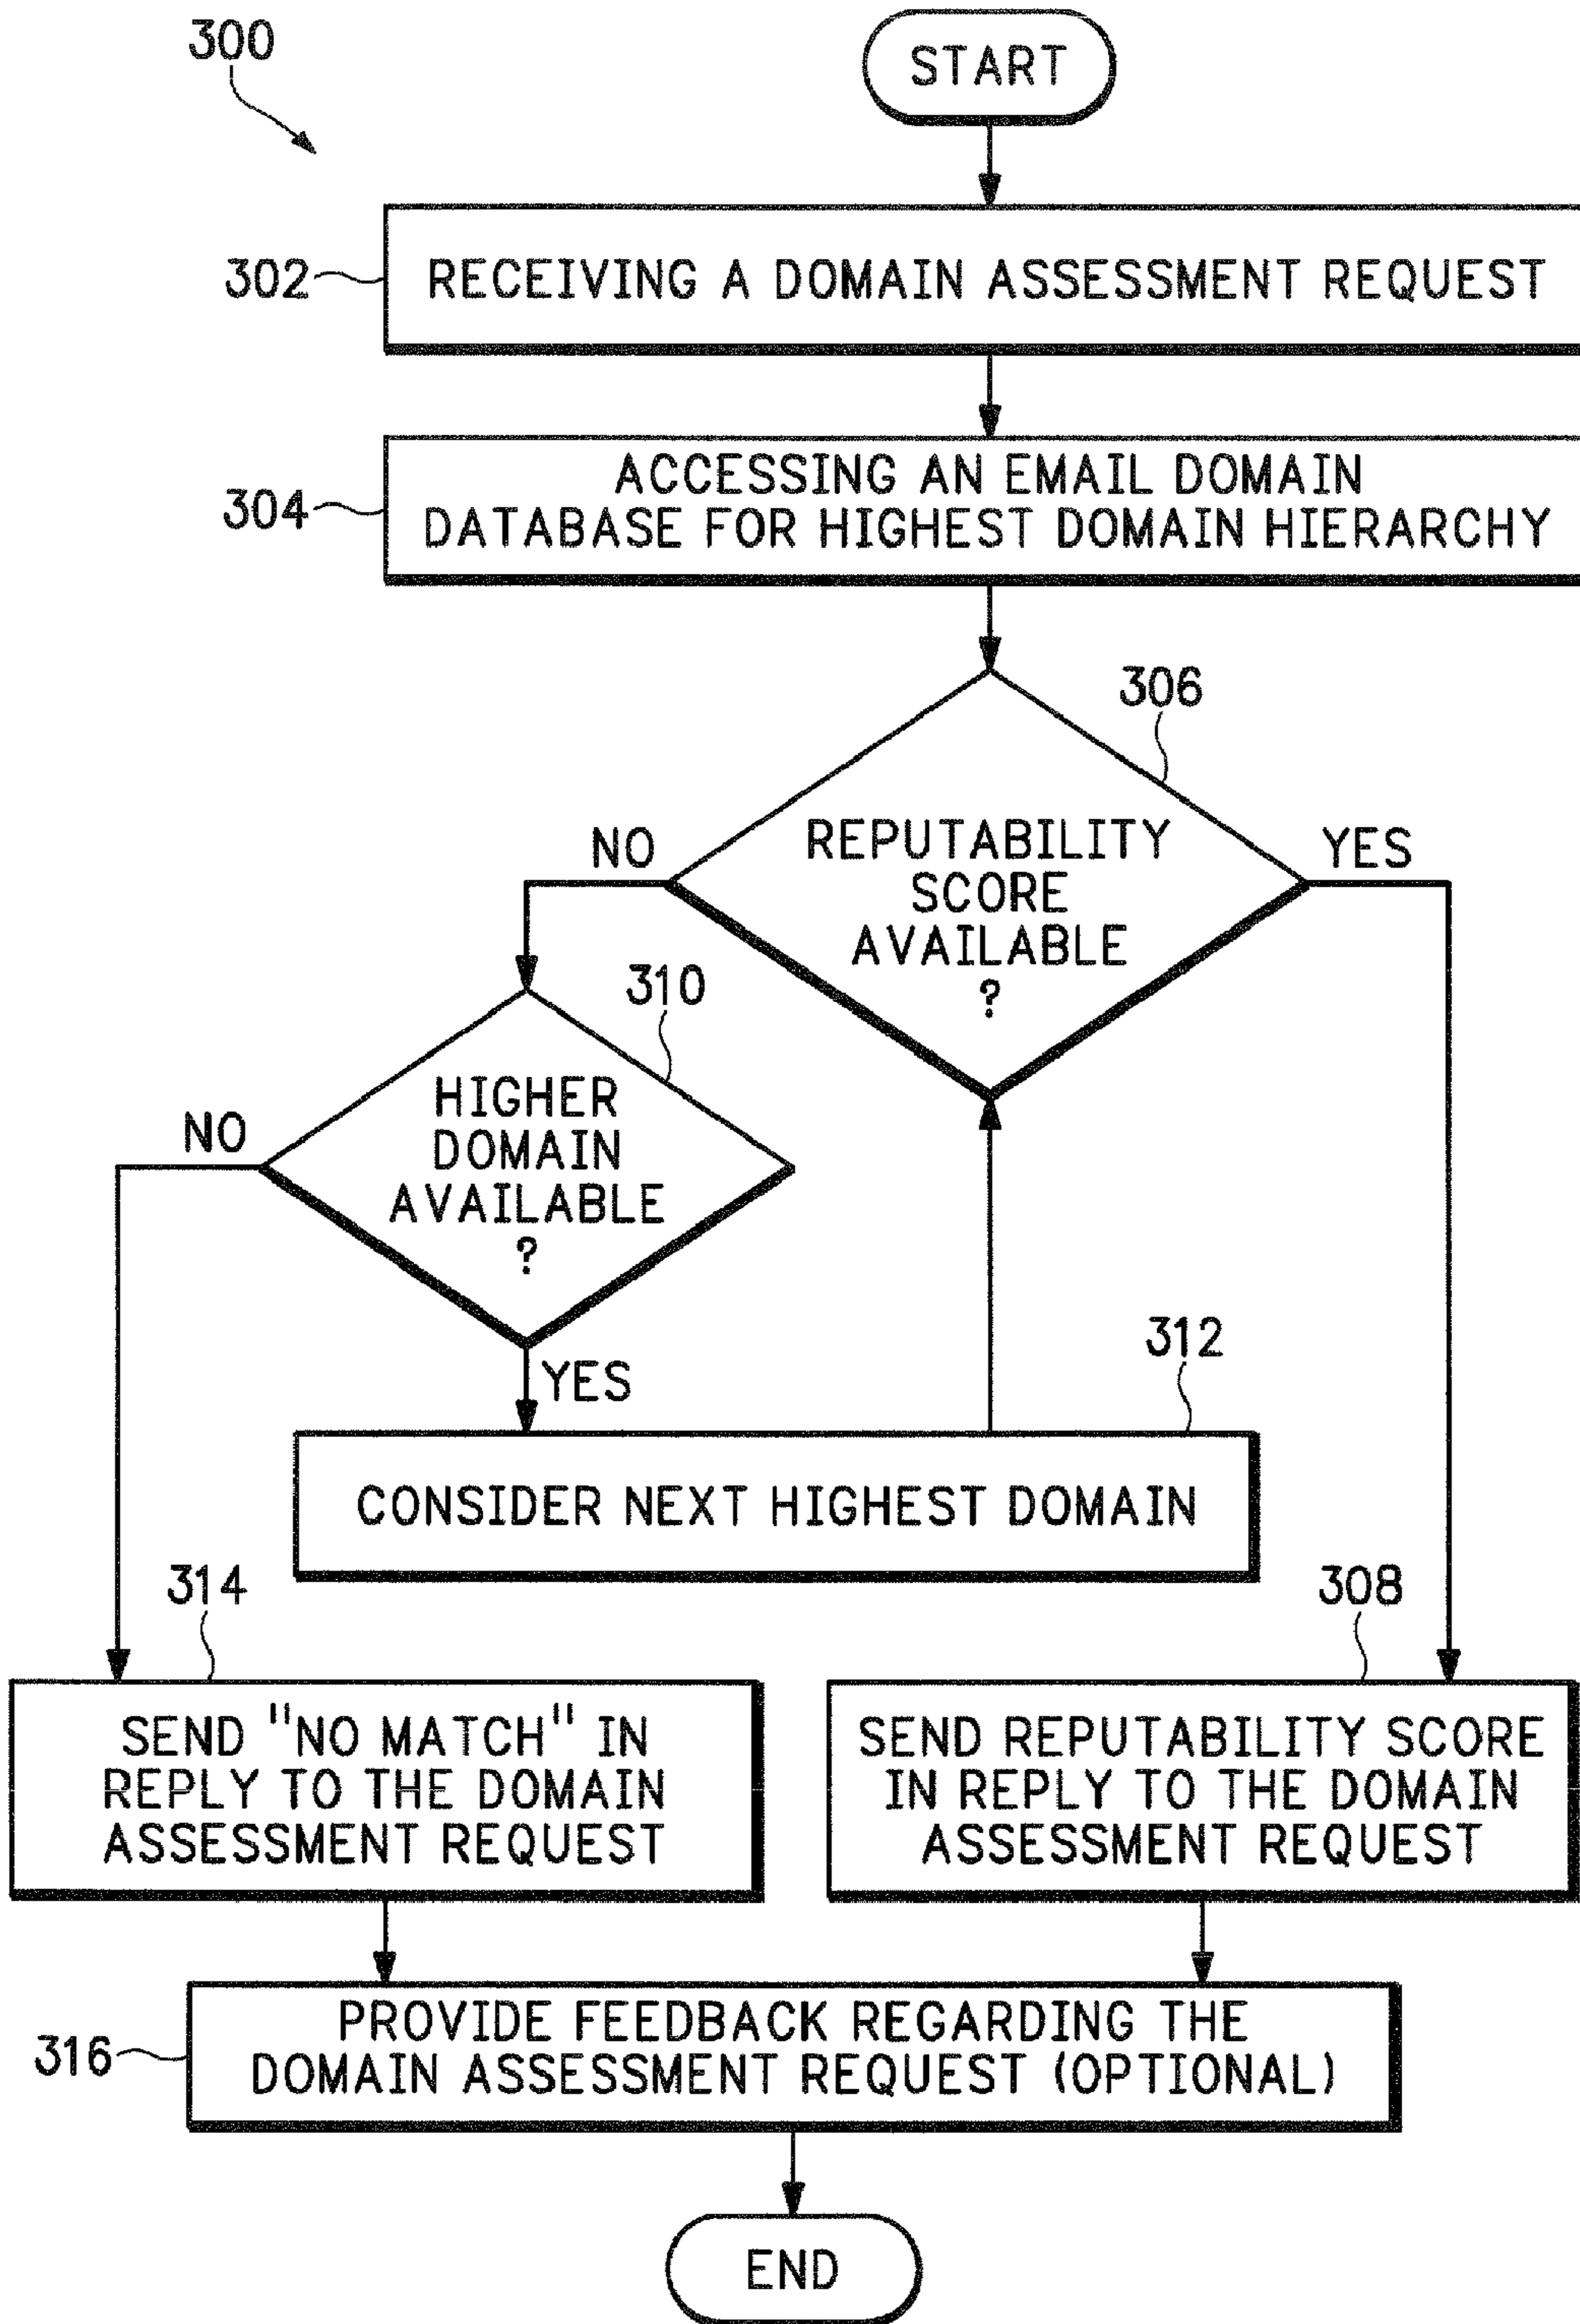 300
START
302
RECEIVING A DOMAIN ASSESSMENT REQUEST
304
ACCESSING AN EMAIL DOMAIN
DATABASE FOR HIGHEST DOMAIN HIERARCHY
306
NO
REPUTABILITY
SCORE
AVAILABLE
?
YES
310
NO
HIGHER
DOMAIN
AVAILABLE
?
YES
312
CONSIDER NEXT HIGHEST DOMAIN
314
SEND "NO MATCH" IN
REPLY TO THE DOMAIN
ASSESSMENT REQUEST
308
SEND REPUTABILITY SCORE
IN REPLY TO THE DOMAIN
ASSESSMENT REQUEST
316
PROVIDE FEEDBACK REGARDING THE
DOMAIN ASSESSMENT REQUEST (OPTIONAL)
END